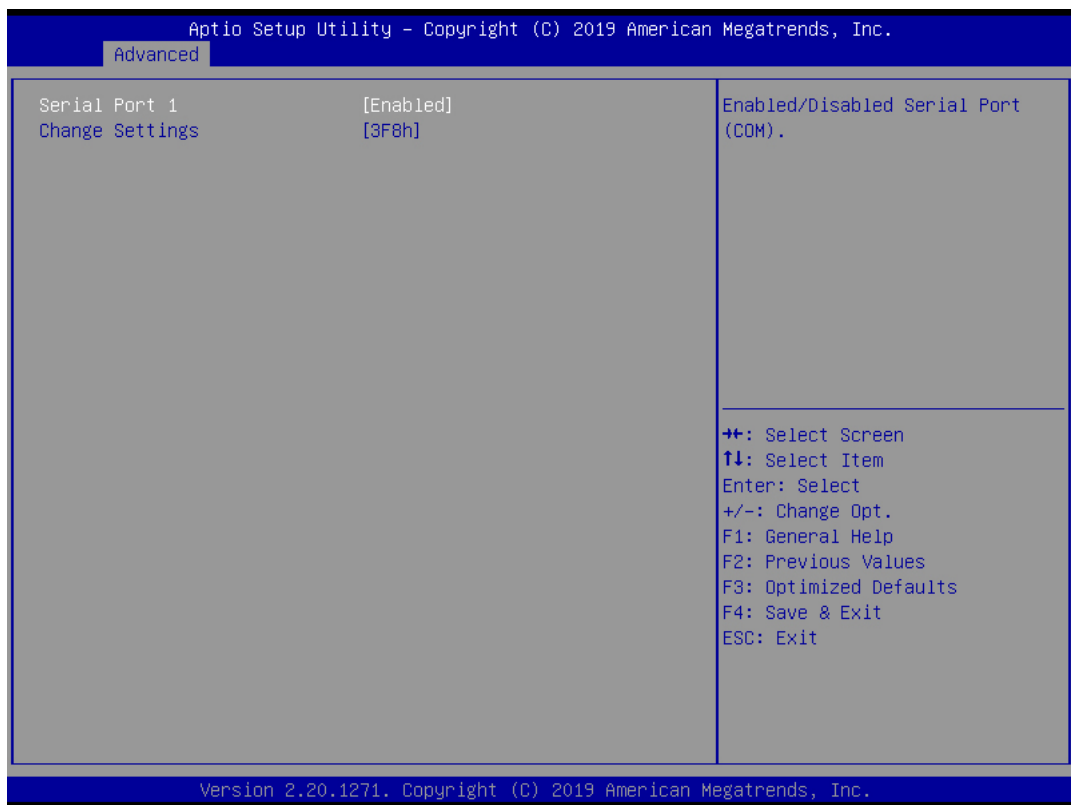 Aptio Setup Utility – Copyright (C) 2019 American Megatrends, Inc.
Advanced
Serial Port 1 [Enabled]
Change Settings [3F8h]
Enabled/Disabled Serial Port
(COM).
→←: Select Screen
↑↓: Select Item
Enter: Select
+/-: Change Opt.
F1: General Help
F2: Previous Values
F3: Optimized Defaults
F4: Save & Exit
ESC: Exit
Version 2.20.1271. Copyright (C) 2019 American Megatrends, Inc.